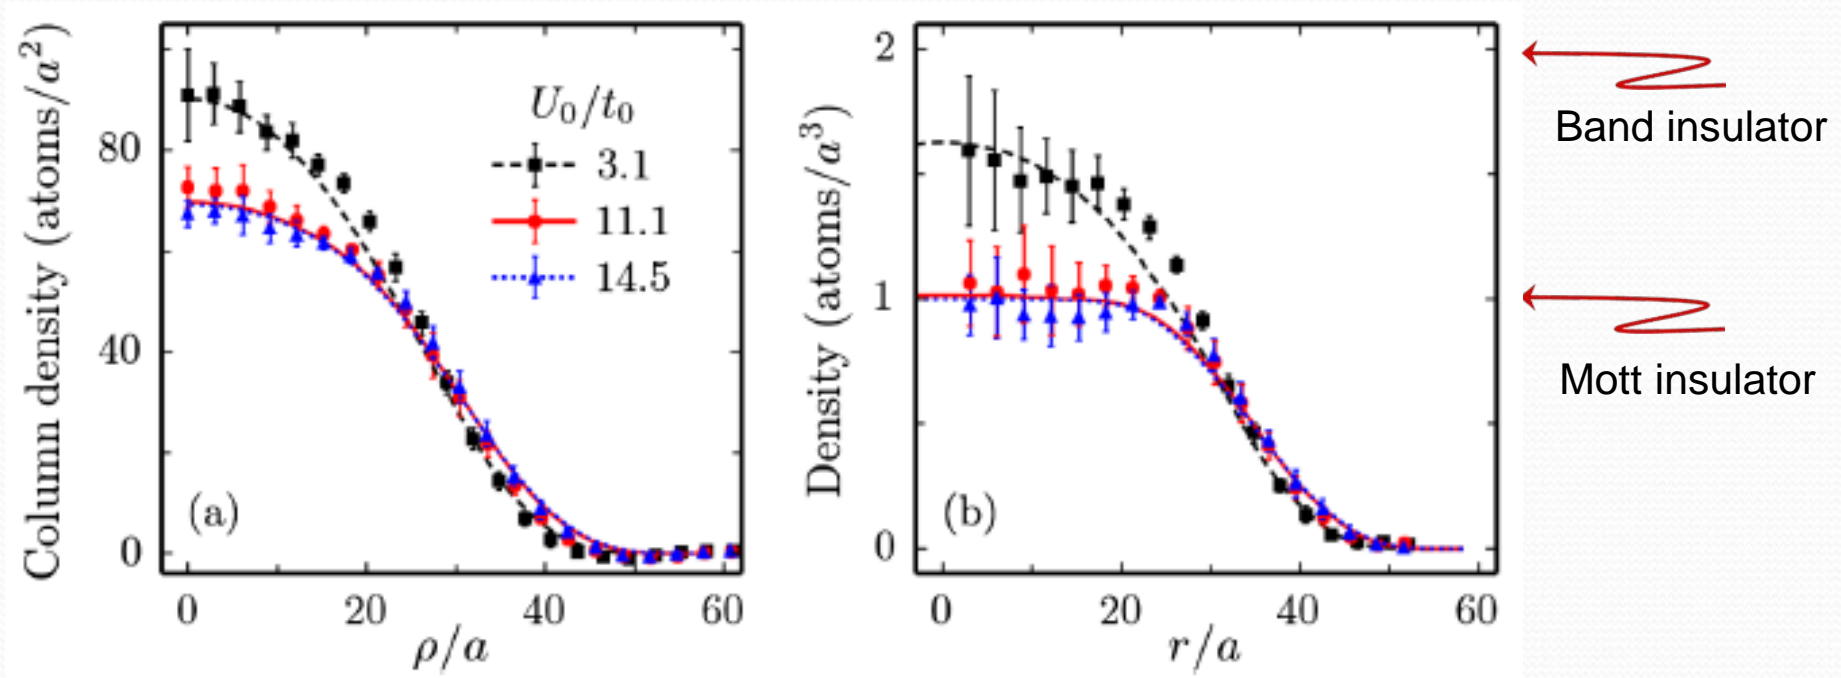 Column density (atoms/a²)
80
40
0
U₀/t₀
3.1
11.1
14.5
(a)
0 20 40 60
ρ/a
Density (atoms/a³)
2
1
0
(b)
0 20 40 60
r/a
Band insulator
Mott insulator